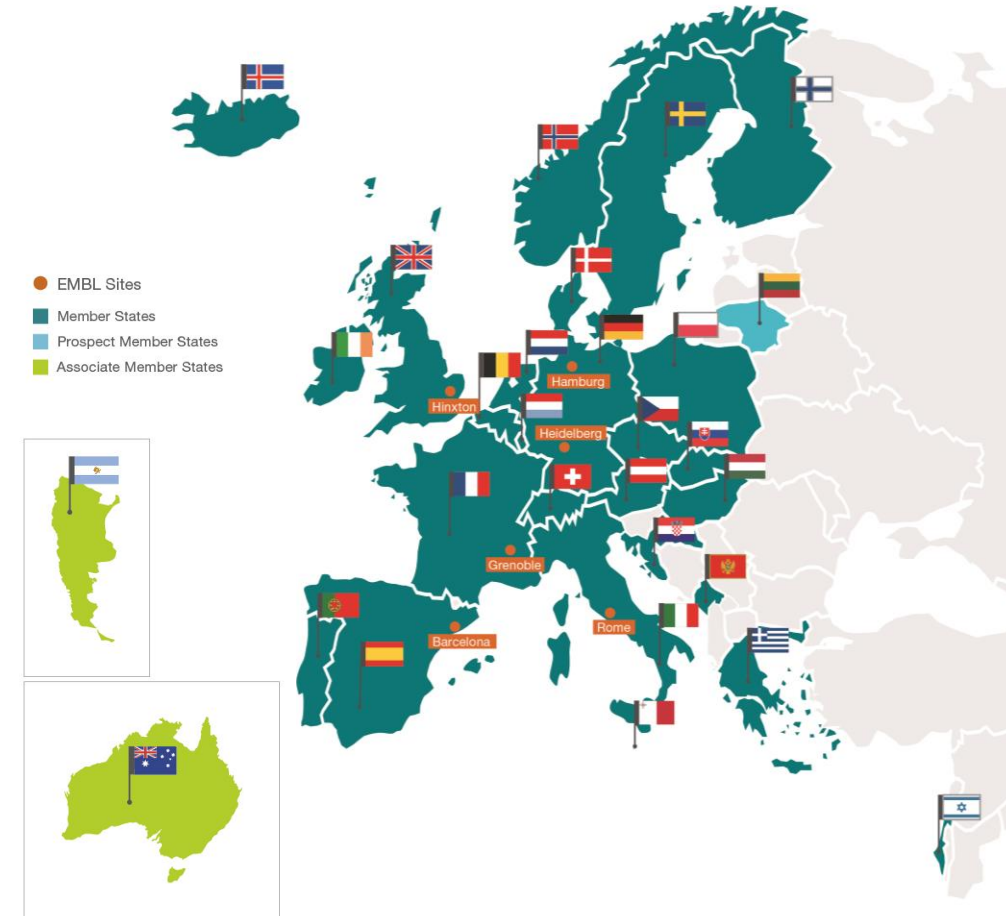 EMBL Sites
Member States
Prospect Member States
Associate Member States
Hamburg
Hinxton
Heidelberg
Grenoble
Rome
Barcelona